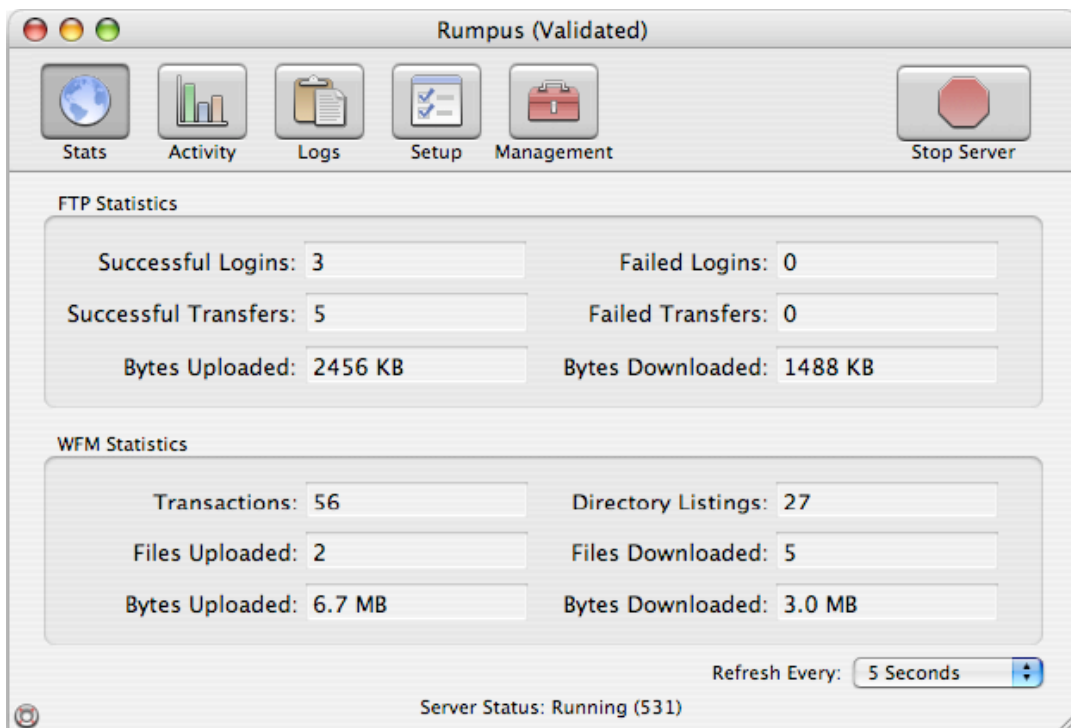 Rumpus (Validated)
Stats Activity Logs Setup Management Stop Server
FTP Statistics
Successful Logins: 3 Failed Logins: 0
Successful Transfers: 5 Failed Transfers: 0
Bytes Uploaded: 2456 KB Bytes Downloaded: 1488 KB
WFM Statistics
Transactions: 56 Directory Listings: 27
Files Uploaded: 2 Files Downloaded: 5
Bytes Uploaded: 6.7 MB Bytes Downloaded: 3.0 MB
Refresh Every: 5 Seconds
Server Status: Running (531)